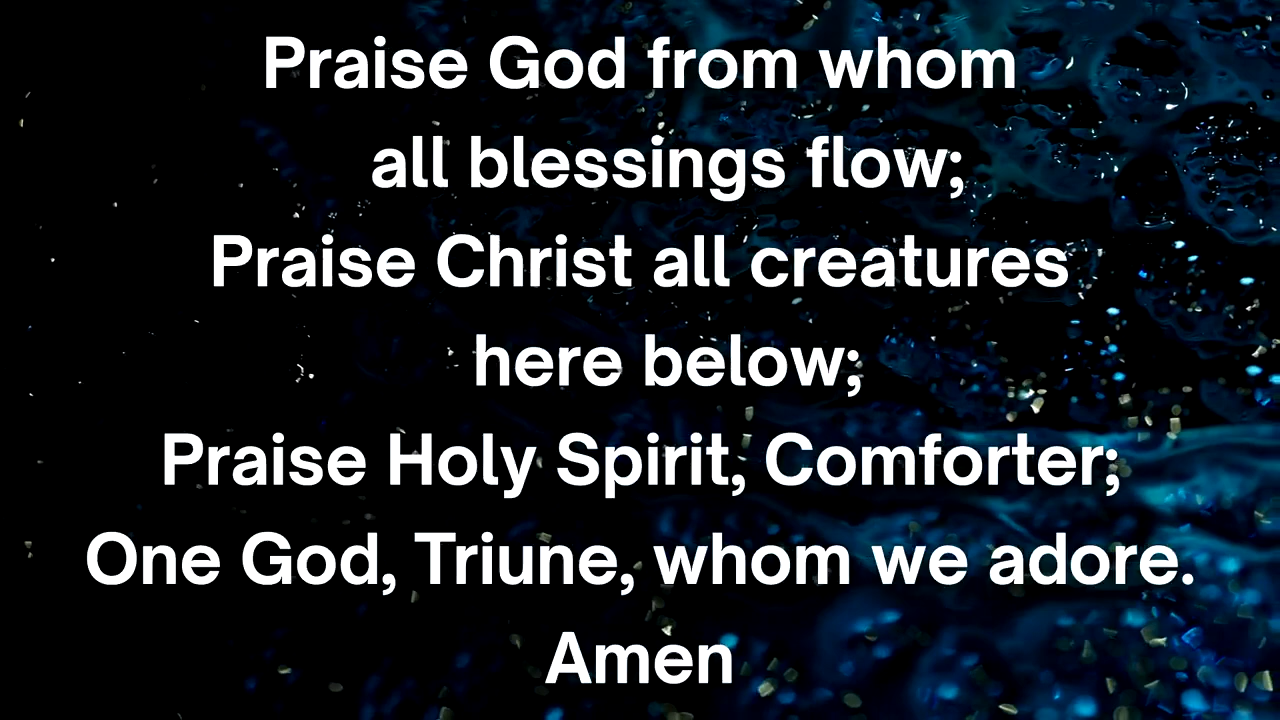 Praise God from whom
all blessings flow;
Praise Christ all creatures
here below;
Praise Holy Spirit, Comforter;
One God, Triune, whom we adore.
Amen